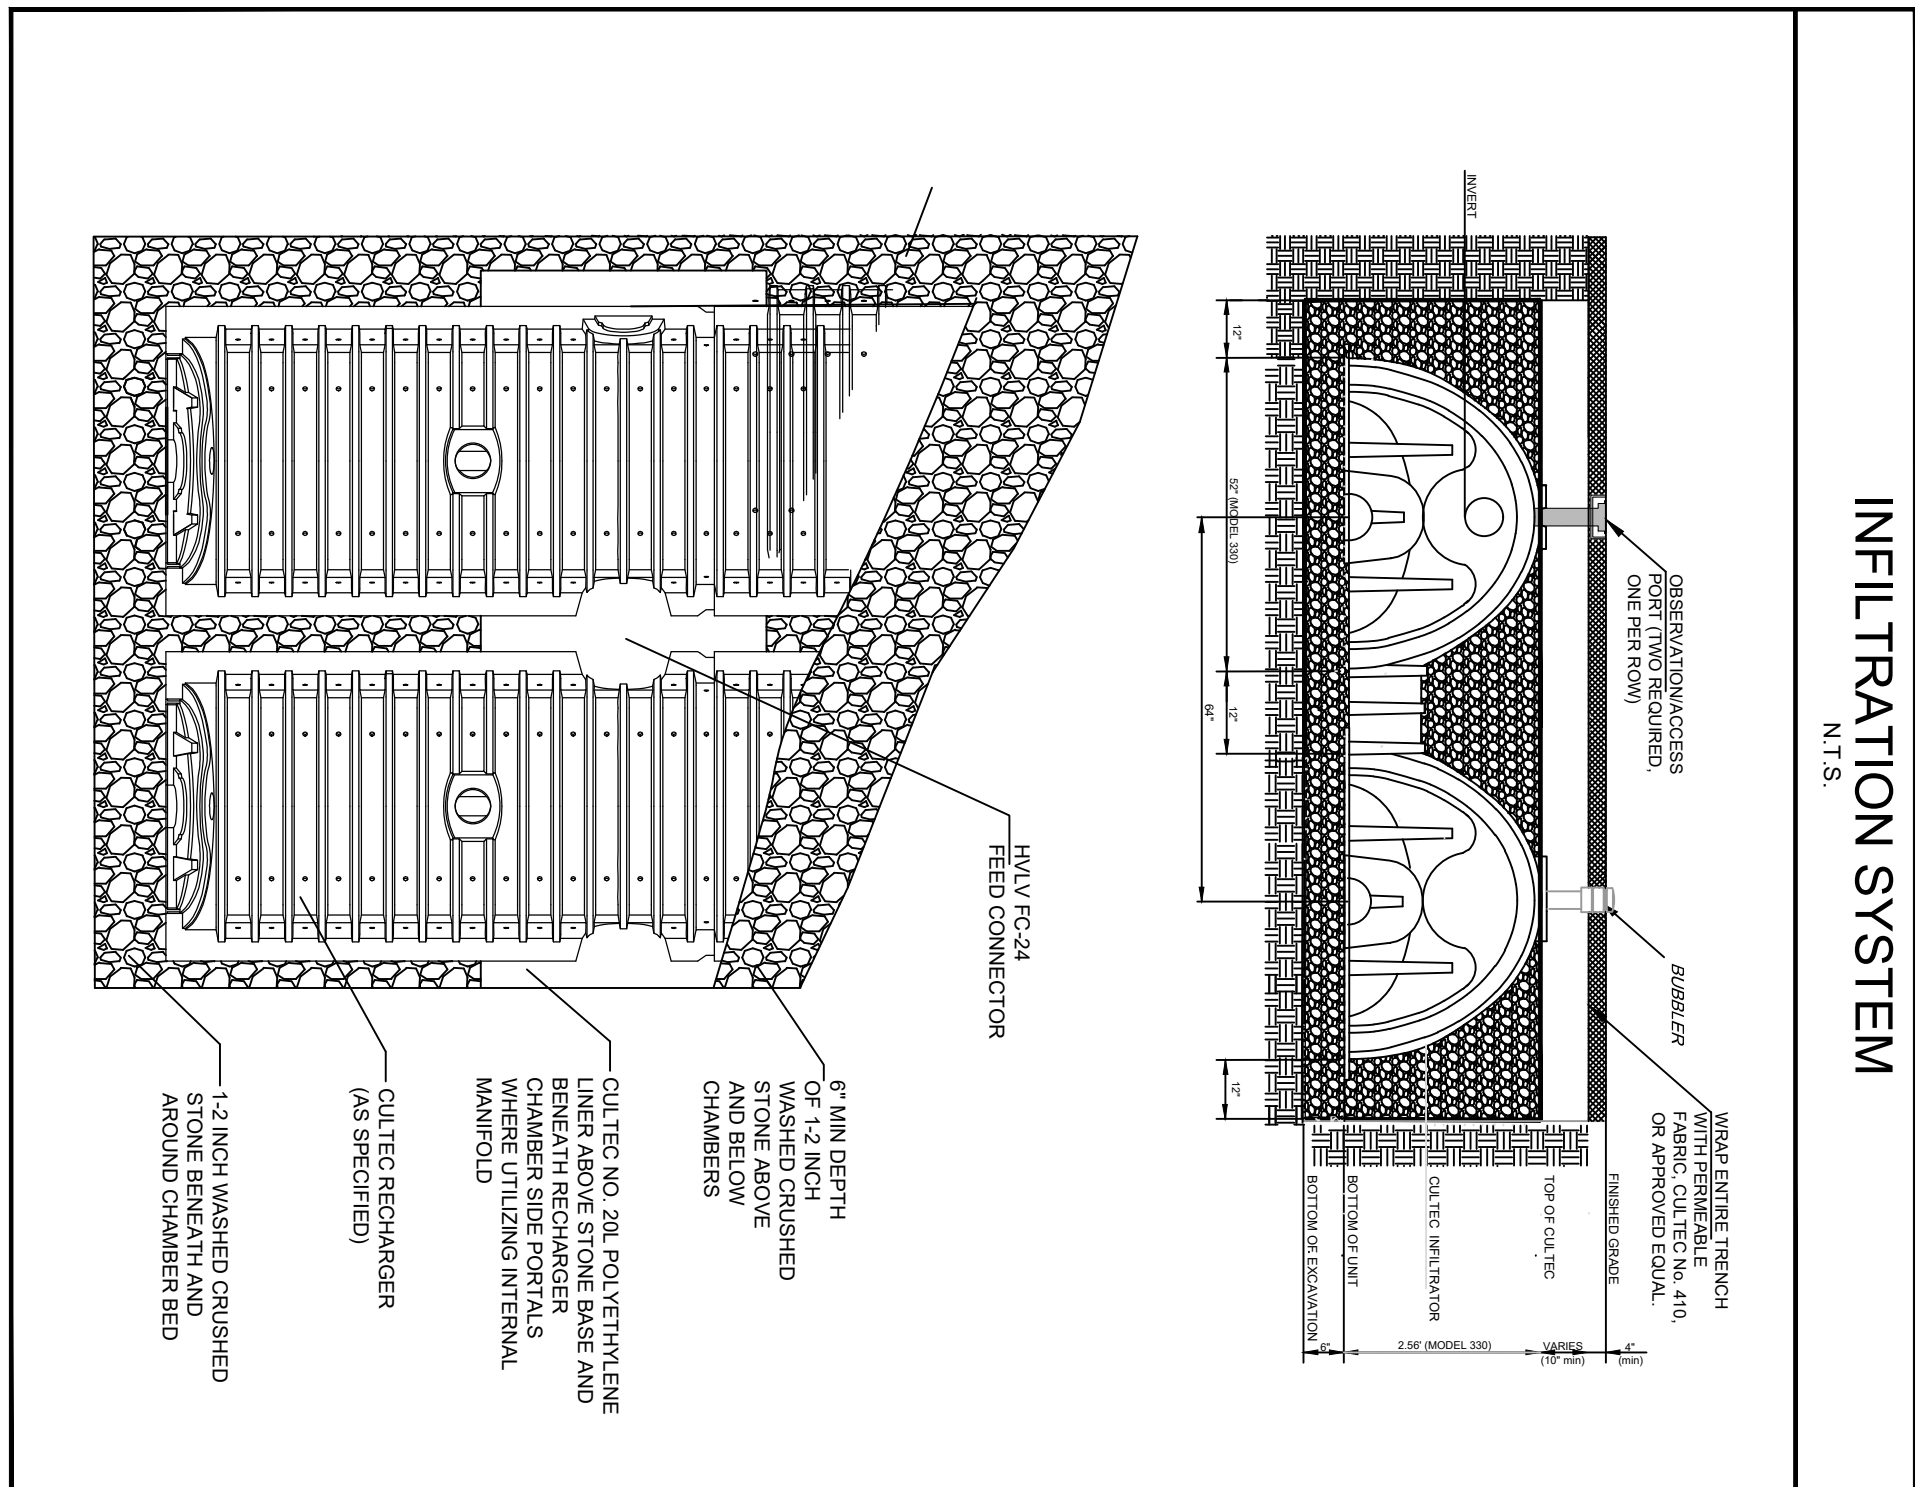 INFILTRATION SYSTEM
N.T.S.
INVERT
OBSERVATION/ACCESS
PORT (TWO REQUIRED,
ONE PER ROW)
BUBBLER
WRAP ENTIRE TRENCH
WITH PERMEABLE
FABRIC, CULTEC No. 410,
OR APPROVED EQUAL.
FINISHED GRADE
TOP OF CULTEC
CULTEC INFILTRATOR
BOTTOM OF UNIT
BOTTOM OF EXCAVATION
4"
(min)
VARIES
(10" min)
2.56' (MODEL 330)
6"
12"
52" (MODEL 330)
12"
64"
12"
HVLV FC-24
FEED CONNECTOR
6" MIN DEPTH
OF 1-2 INCH
WASHED CRUSHED
STONE ABOVE
AND BELOW
CHAMBERS
CULTEC NO. 20L POLYETHYLENE
LINER ABOVE STONE BASE AND
BENEATH RECHARGER
CHAMBER SIDE PORTALS
WHERE UTILIZING INTERNAL
MANIFOLD
CULTEC RECHARGER
(AS SPECIFIED)
1-2 INCH WASHED CRUSHED
STONE BENEATH AND
AROUND CHAMBER BED